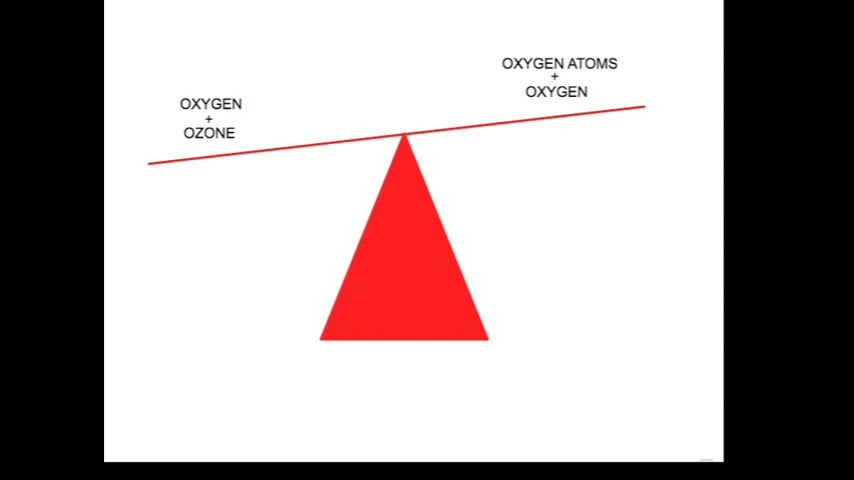 OXYGEN
+
OZONE
OXYGEN ATOMS
+
OXYGEN